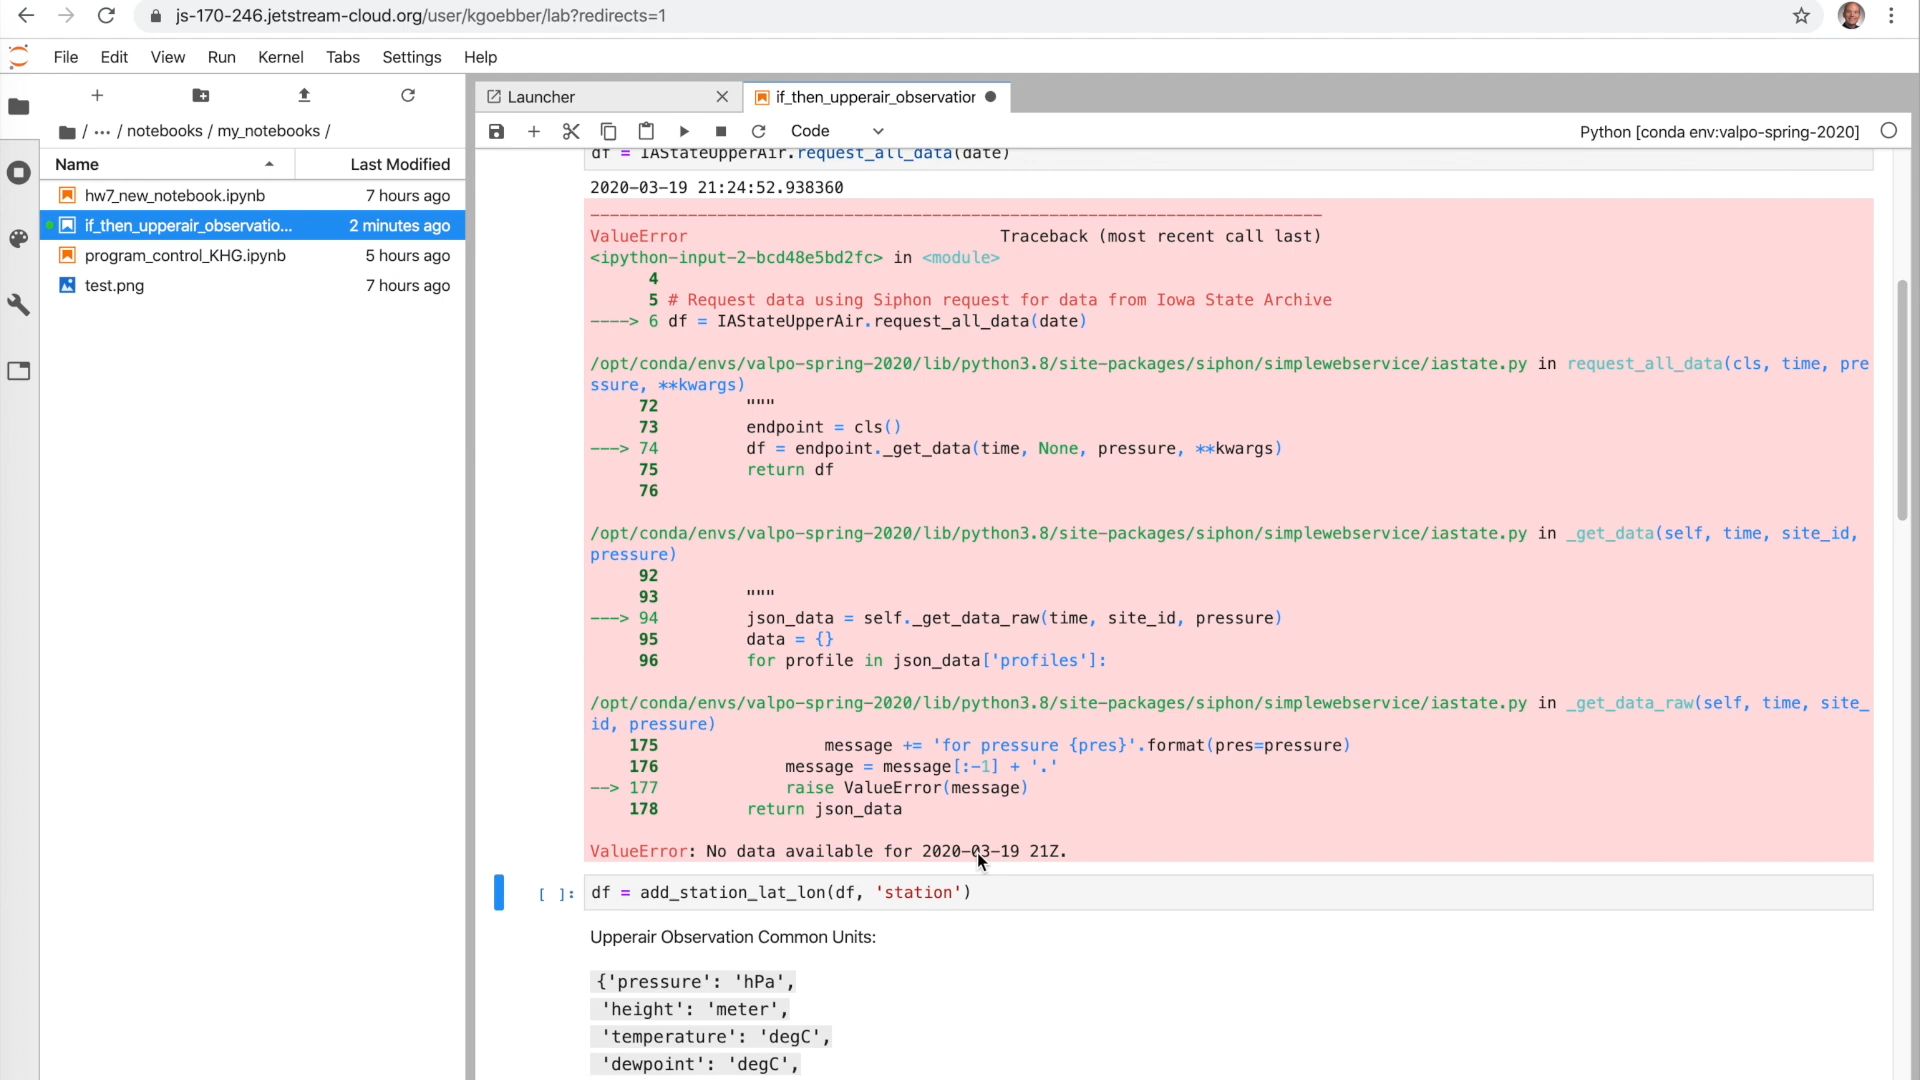 js-170-246.jetstream-cloud.org/user/kgoebber/lab?redirects=1
File Edit View Run Kernel Tabs Settings Help
Launcher
if_then_upperair_observation
/ ··· / notebooks / my_notebooks /
Code
Python [conda env:valpo-spring-2020]
Name Last Modified
hw7_new_notebook.ipynb 7 hours ago
if_then_upperair_observatio... 2 minutes ago
program_control_KHG.ipynb 5 hours ago
test.png 7 hours ago
df = IAStateUpperAir.request_all_data(date)
2020-03-19 21:24:52.938360
---------------------------------------------------------------------------
ValueError Traceback (most recent call last)
<ipython-input-2-bcd48e5bd2fc> in <module>
4
5 # Request data using Siphon request for data from Iowa State Archive
----> 6 df = IAStateUpperAir.request_all_data(date)
/opt/conda/envs/valpo-spring-2020/lib/python3.8/site-packages/siphon/simplewebservice/iastate.py in request_all_data(cls, time, pre
ssure, **kwargs)
72 """
73 endpoint = cls()
---> 74 df = endpoint._get_data(time, None, pressure, **kwargs)
75 return df
76
/opt/conda/envs/valpo-spring-2020/lib/python3.8/site-packages/siphon/simplewebservice/iastate.py in _get_data(self, time, site_id,
pressure)
92
93 """
---> 94 json_data = self._get_data_raw(time, site_id, pressure)
95 data = {}
96 for profile in json_data['profiles']:
/opt/conda/envs/valpo-spring-2020/lib/python3.8/site-packages/siphon/simplewebservice/iastate.py in _get_data_raw(self, time, site_
id, pressure)
175 message += 'for pressure {pres}'.format(pres=pressure)
176 message = message[:-1] + '.'
--> 177 raise ValueError(message)
178 return json_data
ValueError: No data available for 2020-03-19 21Z.
[ ]: df = add_station_lat_lon(df, 'station')
Upperair Observation Common Units:
{'pressure': 'hPa',
'height': 'meter',
'temperature': 'degC',
'dewpoint': 'degC',